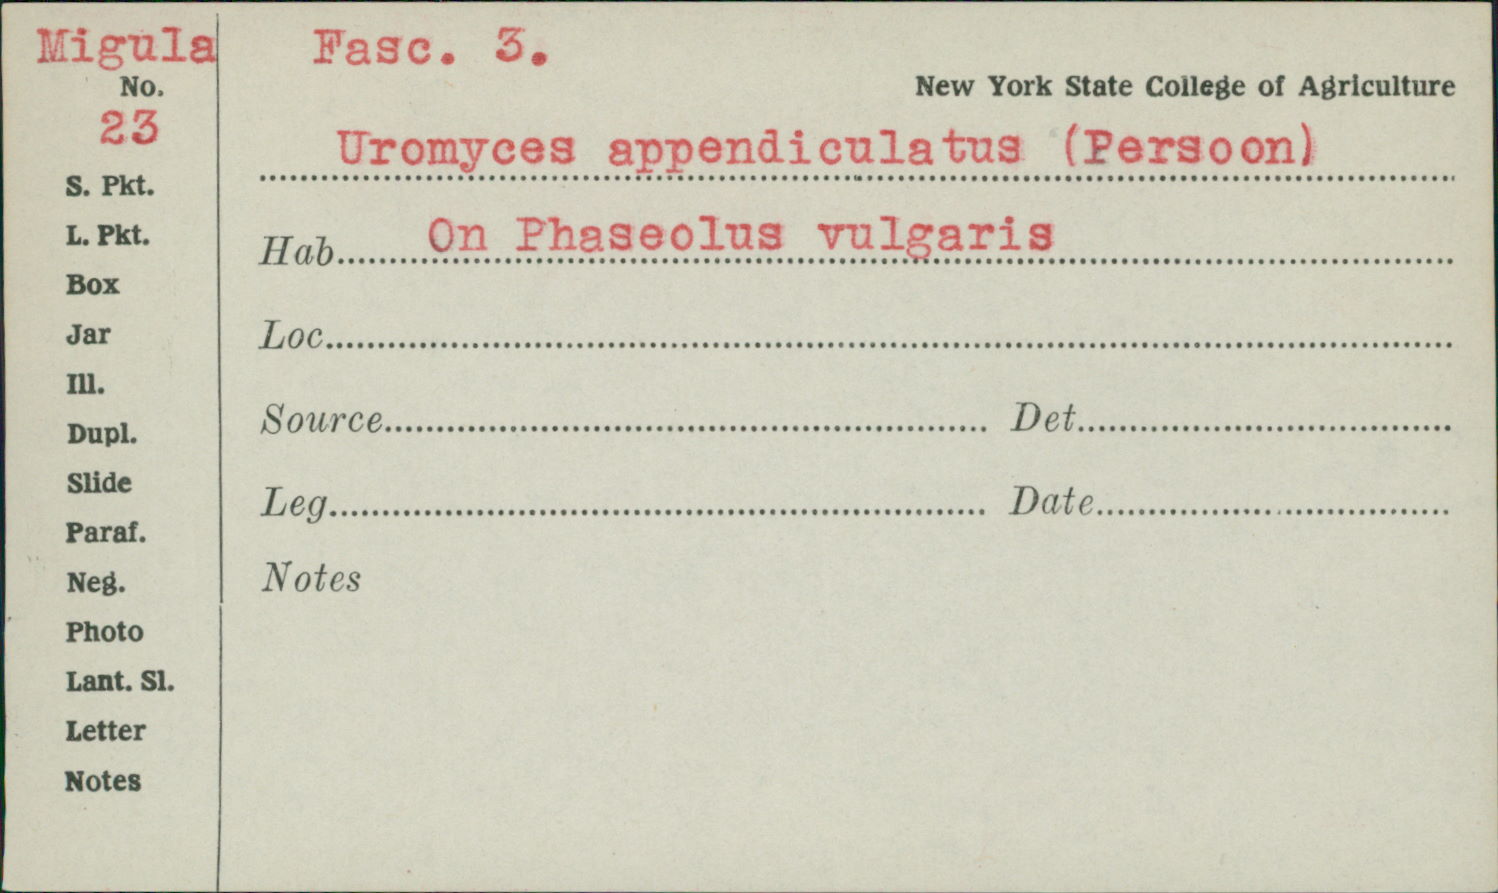 Migula Fasc. 3.
No. New York State College of Agriculture
23
Uromyces appendiculatus (Persoon)
S. Pkt.
L. Pkt.
Hab. On Phaseolus vulgaris
Box
Jar
Loc.
Ill.
Dupl.
Source Det.
Slide
Leg. Date
Paraf.
Neg.
Notes
Photo
Lant. Sl.
Letter
Notes